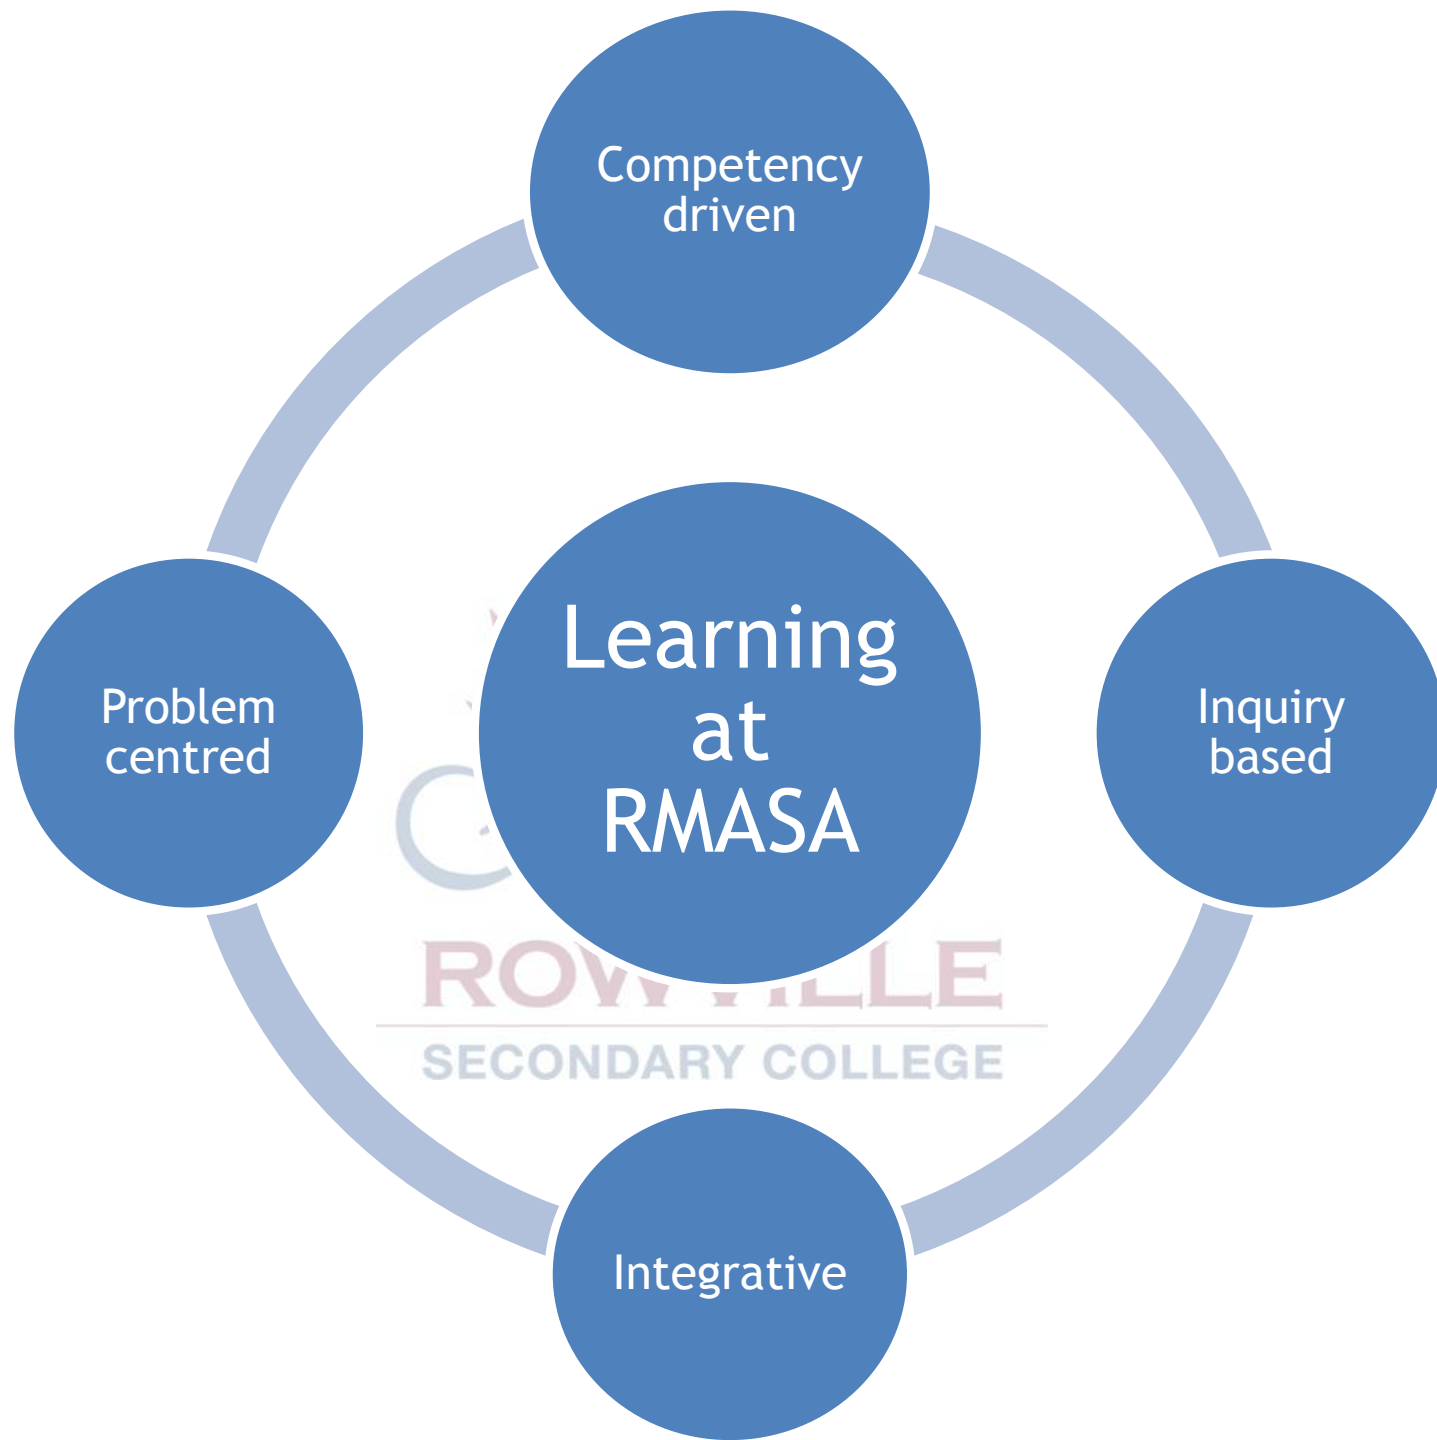 Competency
driven
Learning
at
RMASA
Problem
centred
Inquiry
based
ROWVILLE
SECONDARY COLLEGE
Integrative